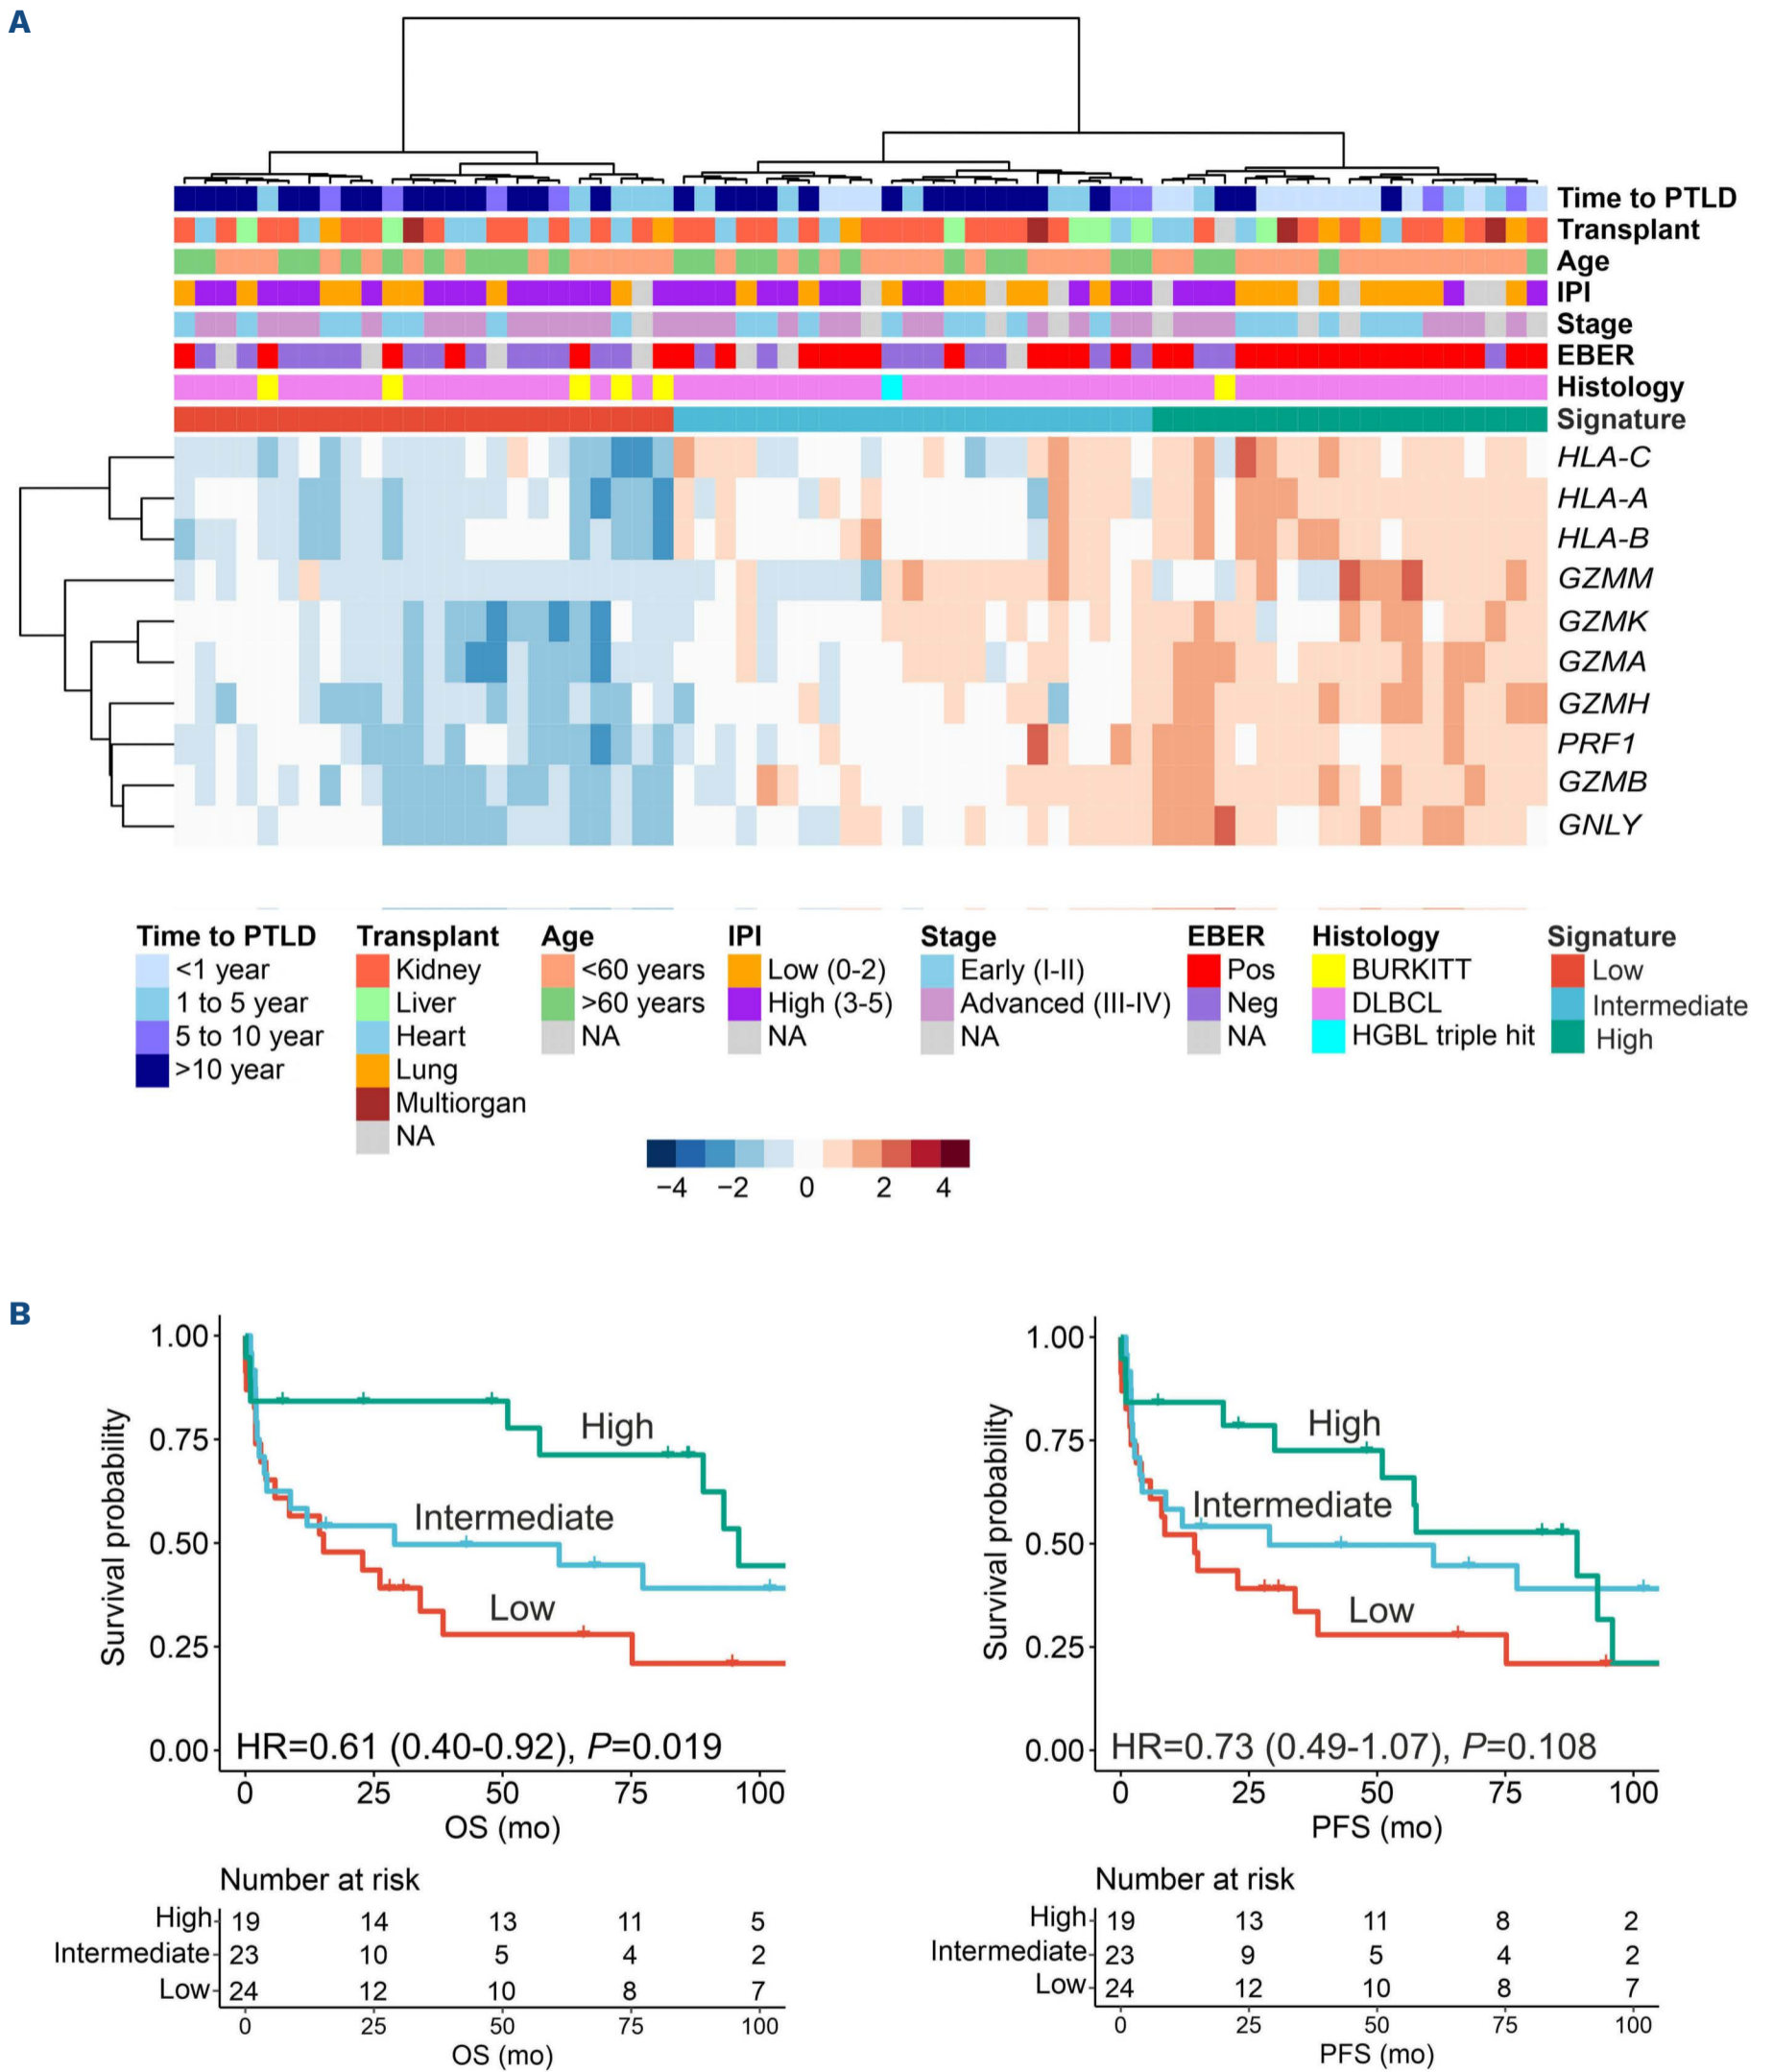 A
Time to PTLD
Transplant
Age
IPI
Stage
EBER
Histology
Signature
HLA-C
HLA-A
HLA-B
GZMM
GZMK
GZMA
GZMH
PRF1
GZMB
GNLY
Time to PTLD
<1 year
1 to 5 year
5 to 10 year
>10 year
Transplant
Kidney
Liver
Heart
Lung
Multiorgan
NA
Age
<60 years
>60 years
NA
IPI
Low (0-2)
High (3-5)
NA
Stage
Early (I-II)
Advanced (III-IV)
NA
EBER
Pos
Neg
NA
Histology
BURKITT
DLBCL
HGBL triple hit
Signature
Low
Intermediate
High
−4 −2 0 2 4
B
Survival probability
1.00
0.75
0.50
0.25
0.00
High
Intermediate
Low
HR=0.61 (0.40-0.92), P=0.019
0 25 50 75 100
OS (mo)
Number at risk
High 19 14 13 11 5
Intermediate 23 10 5 4 2
Low 24 12 10 8 7
0 25 50 75 100
OS (mo)
Survival probability
1.00
0.75
0.50
0.25
0.00
High
Intermediate
Low
HR=0.73 (0.49-1.07), P=0.108
0 25 50 75 100
PFS (mo)
Number at risk
High 19 13 11 8 2
Intermediate 23 9 5 4 2
Low 24 12 10 8 7
0 25 50 75 100
PFS (mo)